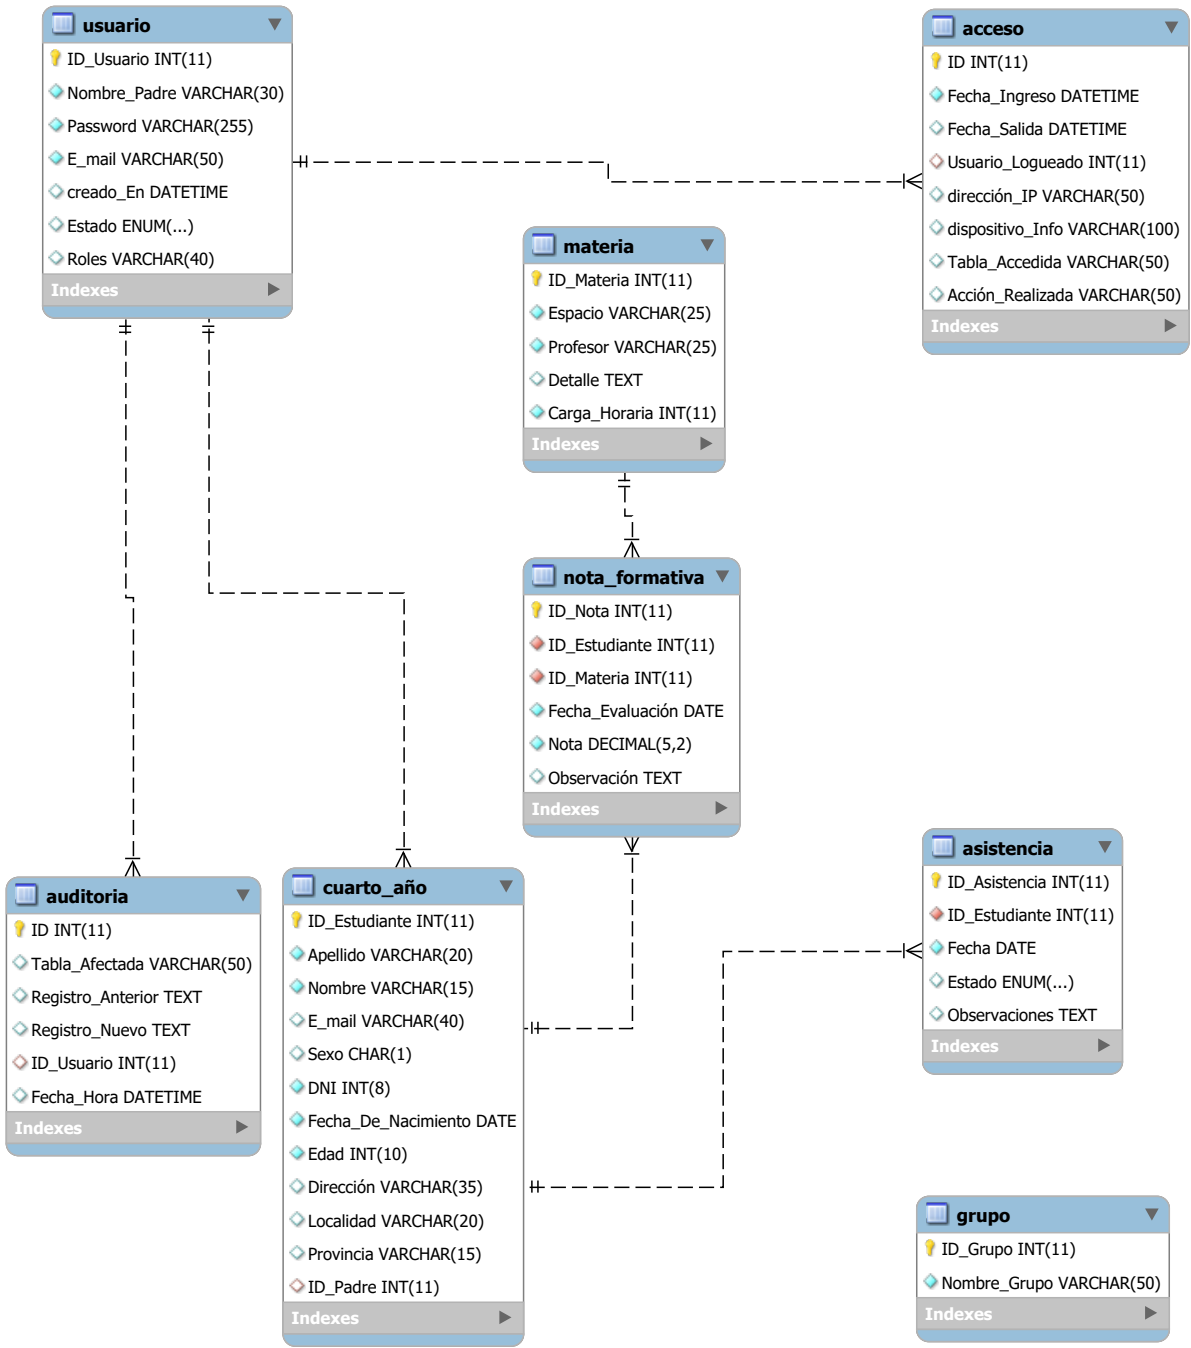 usuario
ID_Usuario INT(11)
Nombre_Padre VARCHAR(30)
Password VARCHAR(255)
E_mail VARCHAR(50)
creado_En DATETIME
Estado ENUM(...)
Roles VARCHAR(40)
Indexes
acceso
ID INT(11)
Fecha_Ingreso DATETIME
Fecha_Salida DATETIME
Usuario_Logueado INT(11)
dirección_IP VARCHAR(50)
dispositivo_Info VARCHAR(100)
Tabla_Accedida VARCHAR(50)
Acción_Realizada VARCHAR(50)
Indexes
materia
ID_Materia INT(11)
Espacio VARCHAR(25)
Profesor VARCHAR(25)
Detalle TEXT
Carga_Horaria INT(11)
Indexes
nota_formativa
ID_Nota INT(11)
ID_Estudiante INT(11)
ID_Materia INT(11)
Fecha_Evaluación DATE
Nota DECIMAL(5,2)
Observación TEXT
Indexes
auditoria
ID INT(11)
Tabla_Afectada VARCHAR(50)
Registro_Anterior TEXT
Registro_Nuevo TEXT
ID_Usuario INT(11)
Fecha_Hora DATETIME
Indexes
cuarto_año
ID_Estudiante INT(11)
Apellido VARCHAR(20)
Nombre VARCHAR(15)
E_mail VARCHAR(40)
Sexo CHAR(1)
DNI INT(8)
Fecha_De_Nacimiento DATE
Edad INT(10)
Dirección VARCHAR(35)
Localidad VARCHAR(20)
Provincia VARCHAR(15)
ID_Padre INT(11)
Indexes
asistencia
ID_Asistencia INT(11)
ID_Estudiante INT(11)
Fecha DATE
Estado ENUM(...)
Observaciones TEXT
Indexes
grupo
ID_Grupo INT(11)
Nombre_Grupo VARCHAR(50)
Indexes